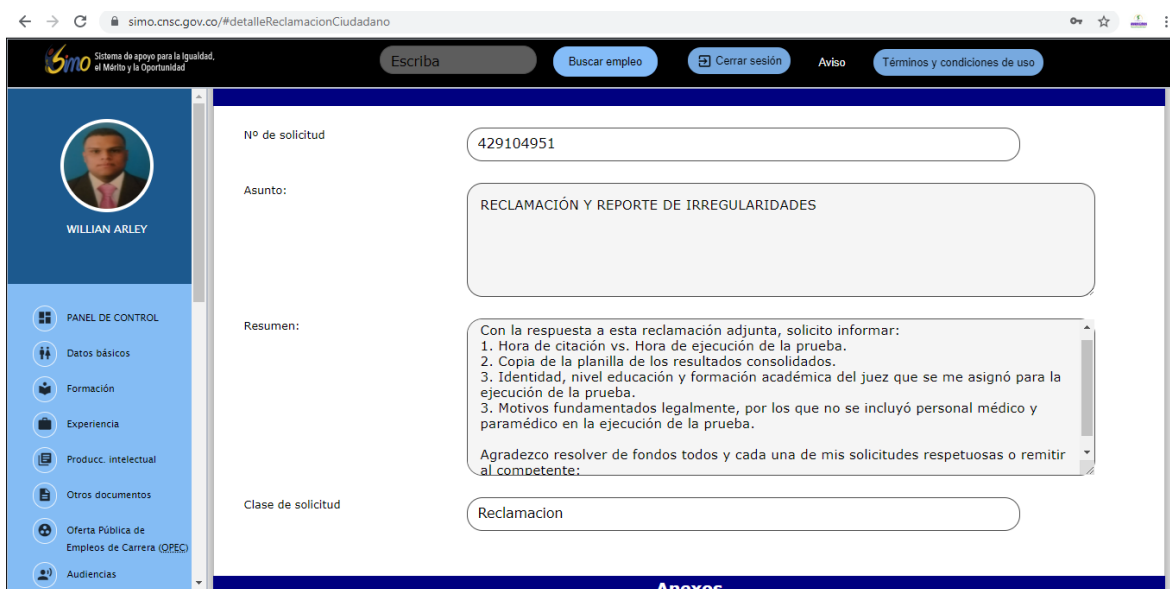 simo.cnsc.gov.co/#detalleReclamacionCiudadano
Simo Sistema de apoyo para la Igualdad,
el Mérito y la Oportunidad
Escriba
Buscar empleo
Cerrar sesión
Aviso
Términos y condiciones de uso
WILLIAN ARLEY
PANEL DE CONTROL
Datos básicos
Formación
Experiencia
Producc. intelectual
Otros documentos
Oferta Pública de
Empleos de Carrera (OPEC)
Audiencias
Nº de solicitud
429104951
Asunto:
RECLAMACIÓN Y REPORTE DE IRREGULARIDADES
Resumen:
Con la respuesta a esta reclamación adjunta, solicito informar:
1. Hora de citación vs. Hora de ejecución de la prueba.
2. Copia de la planilla de los resultados consolidados.
3. Identidad, nivel educación y formación académica del juez que se me asignó para la
ejecución de la prueba.
3. Motivos fundamentados legalmente, por los que no se incluyó personal médico y
paramédico en la ejecución de la prueba.
Agradezco resolver de fondos todos y cada una de mis solicitudes respetuosas o remitir
al competente:
Clase de solicitud
Reclamacion
Anexos